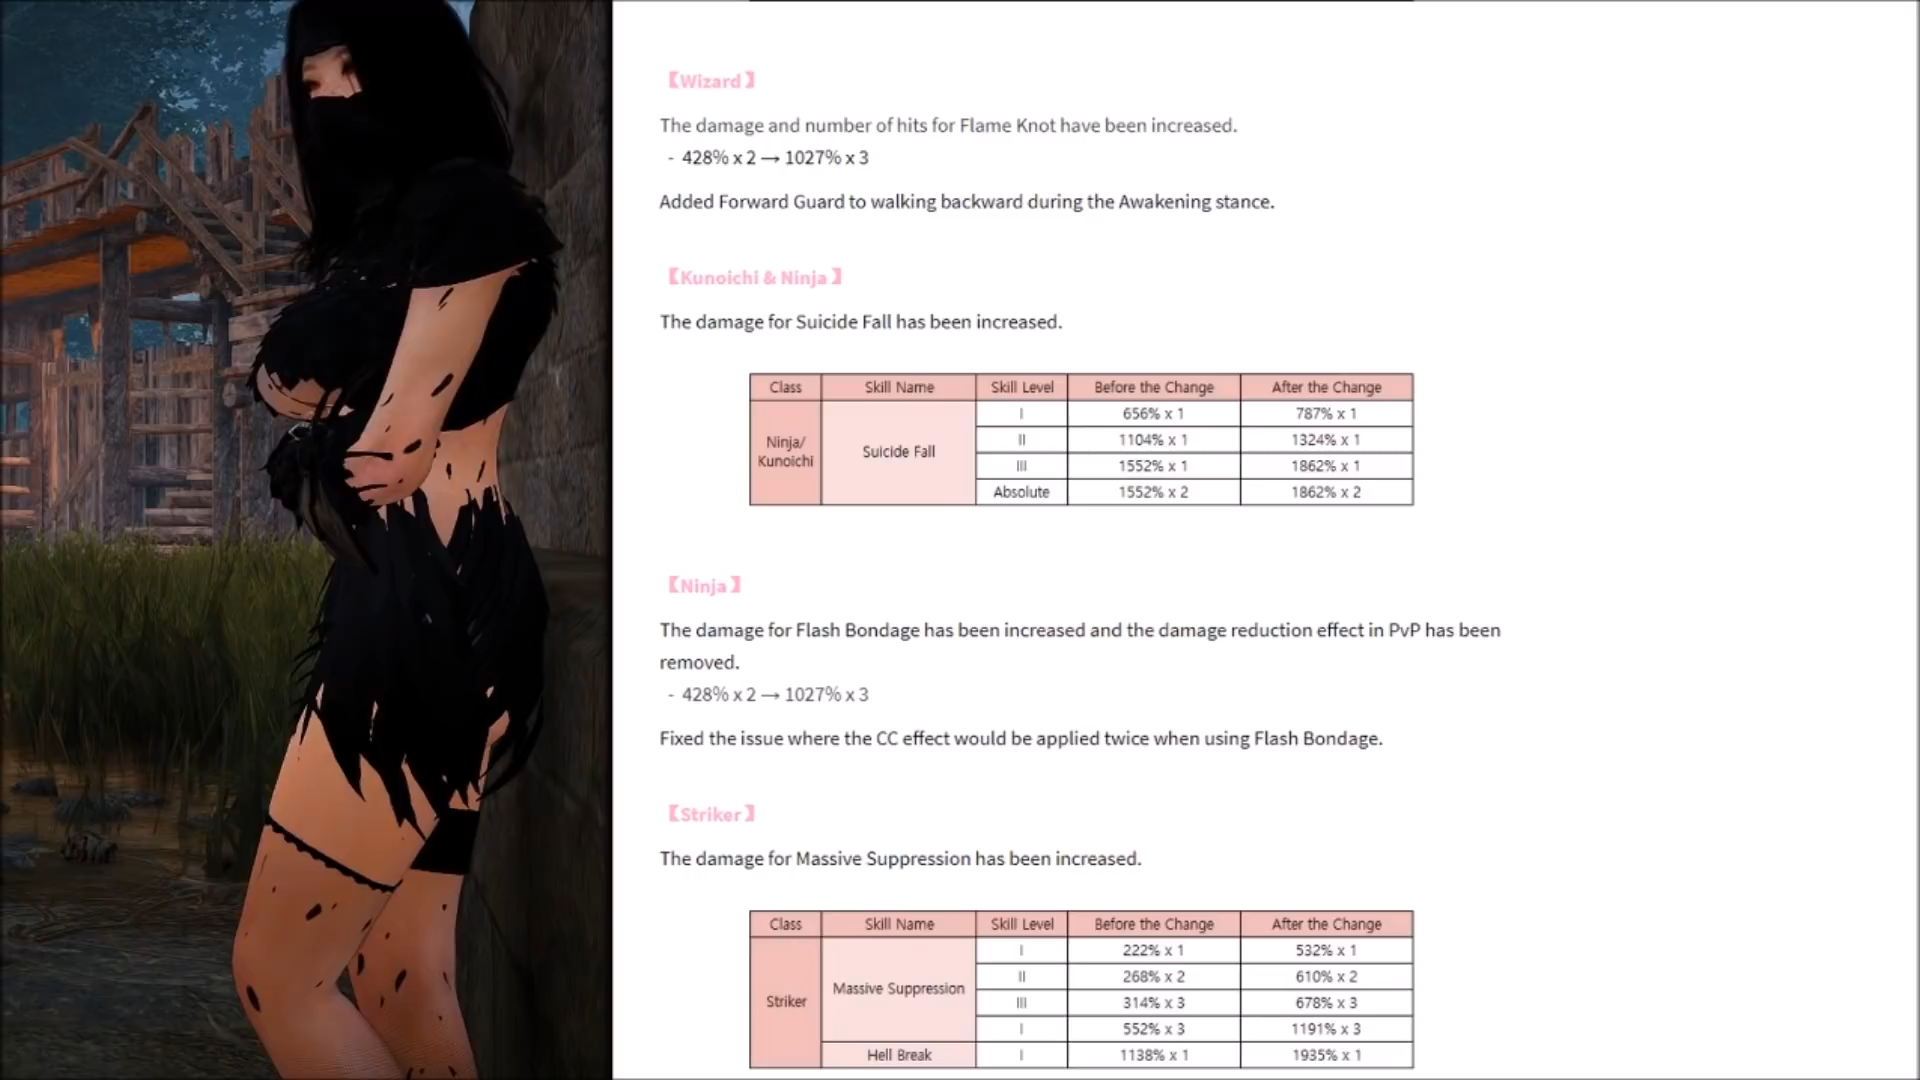 【Wizard】
The damage and number of hits for Flame Knot have been increased.
- 428% x 2 → 1027% x 3
Added Forward Guard to walking backward during the Awakening stance.
【Kunoichi & Ninja】
The damage for Suicide Fall has been increased.
Class Skill Name Skill Level Before the Change After the Change
Ninja/
Kunoichi
Suicide Fall
I 656% x 1 787% x 1
II 1104% x 1 1324% x 1
III 1552% x 1 1862% x 1
Absolute 1552% x 2 1862% x 2
【Ninja】
The damage for Flash Bondage has been increased and the damage reduction effect in PvP has been
removed.
- 428% x 2 → 1027% x 3
Fixed the issue where the CC effect would be applied twice when using Flash Bondage.
【Striker】
The damage for Massive Suppression has been increased.
Class Skill Name Skill Level Before the Change After the Change
Striker
Massive Suppression
I 222% x 1 532% x 1
II 268% x 2 610% x 2
III 314% x 3 678% x 3
I 552% x 3 1191% x 3
Hell Break I 1138% x 1 1935% x 1